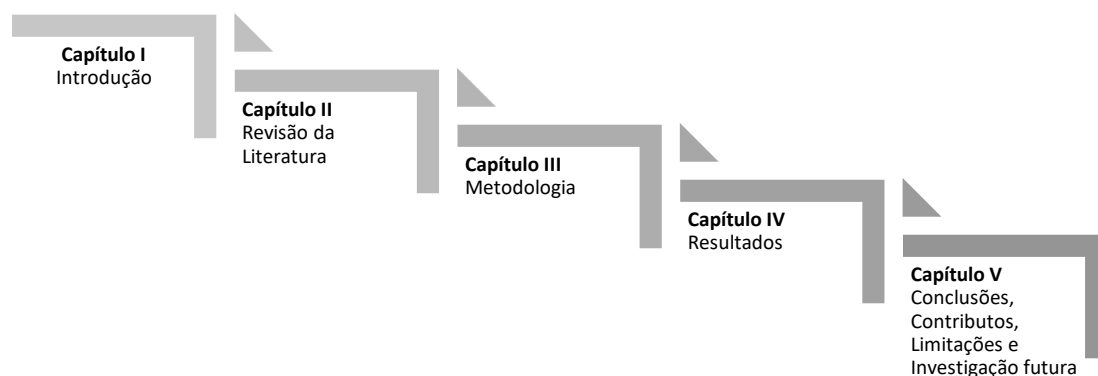 Capítulo I
Introdução
Capítulo II
Revisão da
Literatura
Capítulo III
Metodologia
Capítulo IV
Resultados
Capítulo V
Conclusões,
Contributos,
Limitações e
Investigação futura